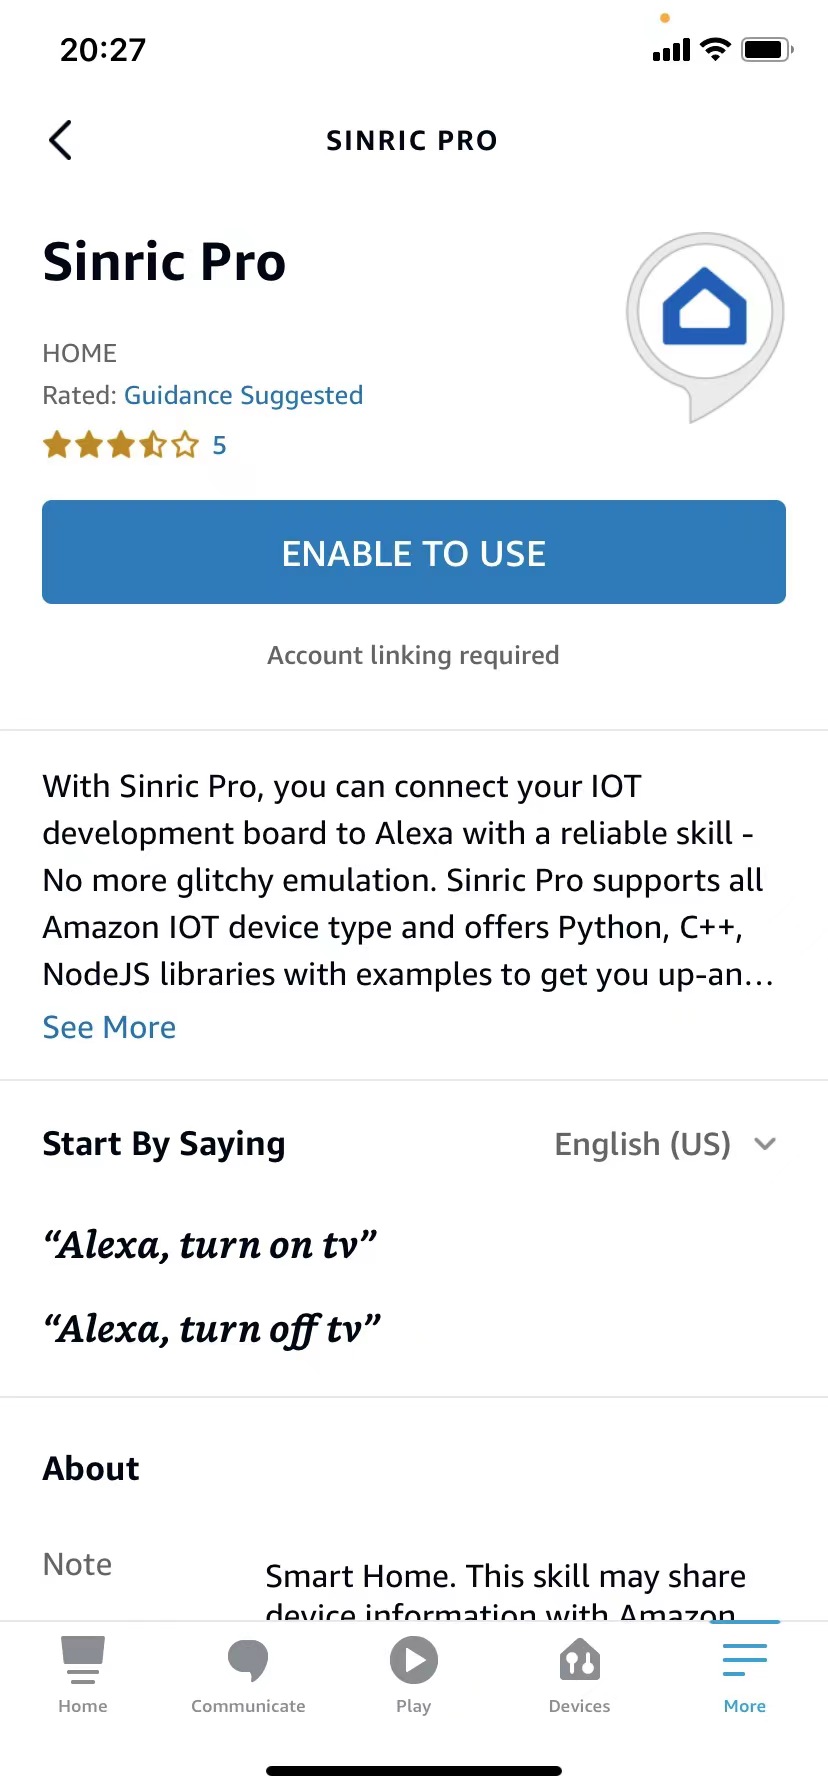 20:27
SINRIC PRO
Sinric Pro
HOME
Rated: Guidance Suggested
5
ENABLE TO USE
Account linking required
With Sinric Pro, you can connect your IOT
development board to Alexa with a reliable skill -
No more glitchy emulation. Sinric Pro supports all
Amazon IOT device type and offers Python, C++,
NodeJS libraries with examples to get you up-an...
See More
Start By Saying
English (US)
“Alexa, turn on tv”
“Alexa, turn off tv”
About
Note
Smart Home. This skill may share
device information with Amazon
Home
Communicate
Play
Devices
More